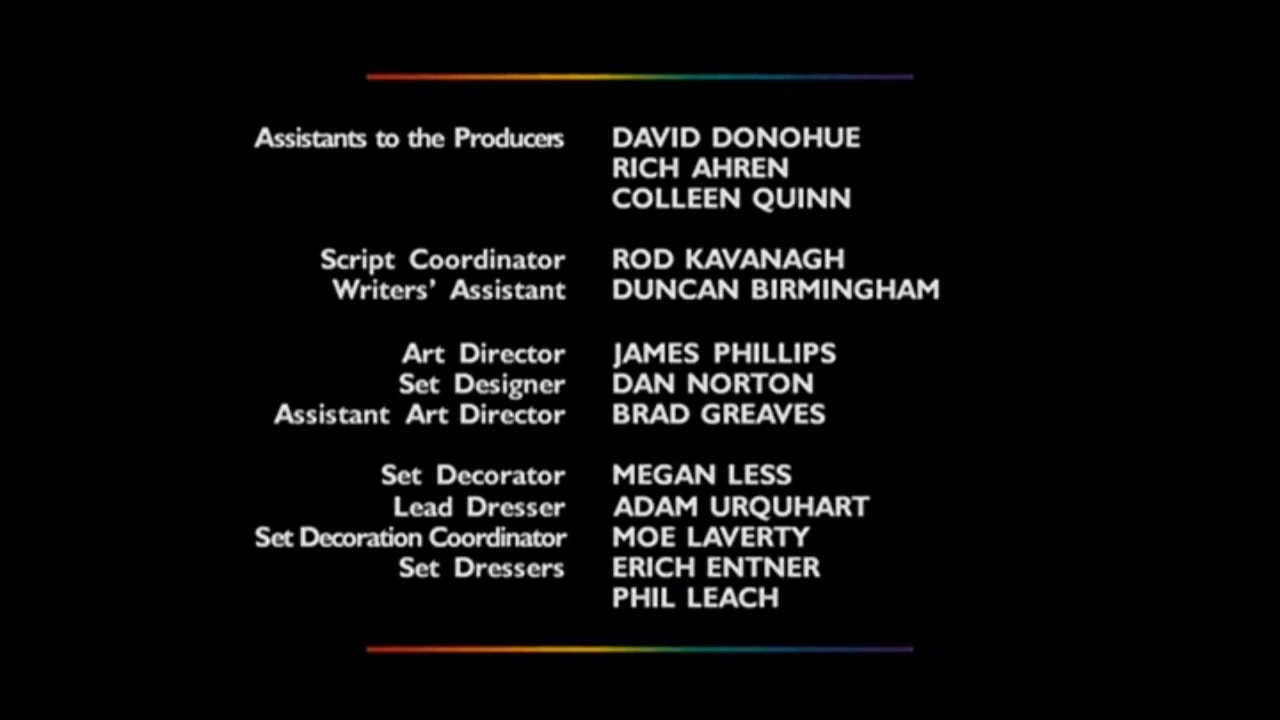 Assistants to the Producers DAVID DONOHUE
RICH AHREN
COLLEEN QUINN
Script Coordinator ROD KAVANAGH
Writers' Assistant DUNCAN BIRMINGHAM
Art Director JAMES PHILLIPS
Set Designer DAN NORTON
Assistant Art Director BRAD GREAVES
Set Decorator MEGAN LESS
Lead Dresser ADAM URQUHART
Set Decoration Coordinator MOE LAVERTY
Set Dressers ERICH ENTNER
PHIL LEACH